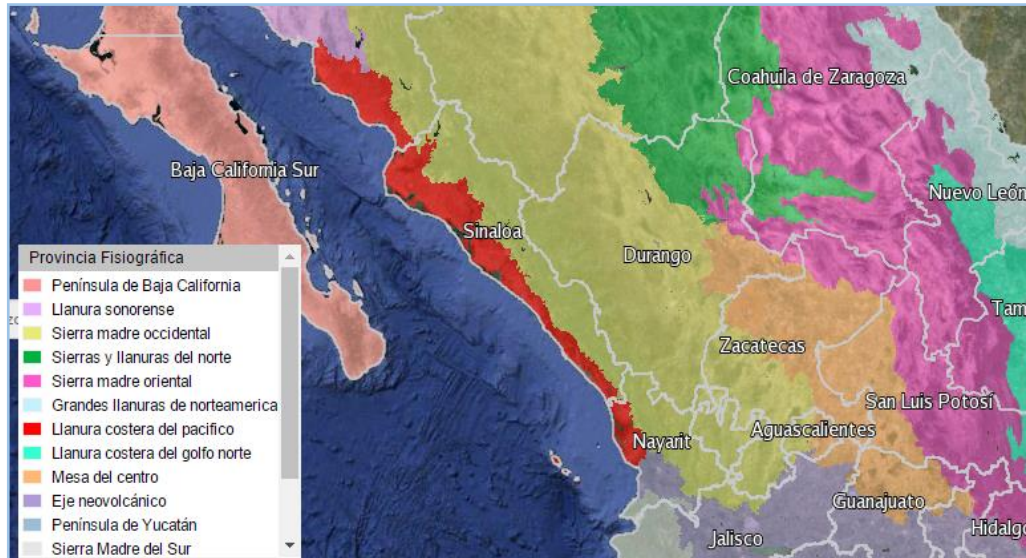 Coahuila de Zaragoza
Baja California Sur
Nuevo León
Sinaloa
Durango
Provincia Fisiográfica
Península de Baja California
Llanura sonorense
Sierra madre occidental
Sierras y llanuras del norte
Sierra madre oriental
Grandes llanuras de norteamerica
Llanura costera del pacifico
Llanura costera del golfo norte
Mesa del centro
Eje neovolcánico
Península de Yucatán
Sierra Madre del Sur
Tam
Zacatecas
San Luis Potosí
Nayarit
Aguascalientes
Guanajuato
Jalisco
Hidalgo